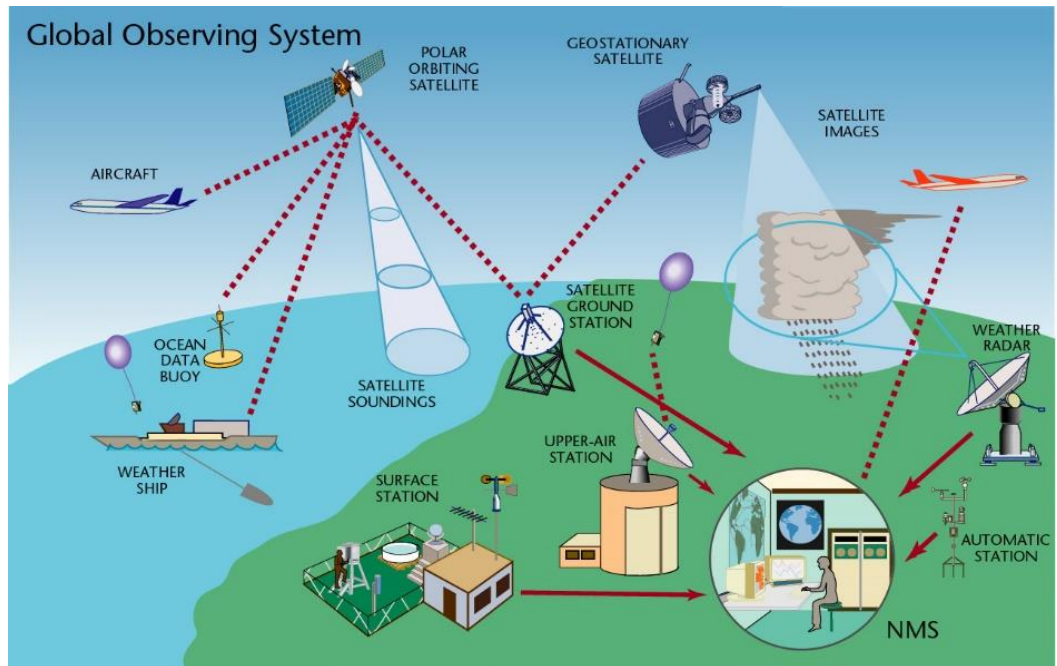 Global Observing System
POLAR
ORBITING
SATELLITE
GEOSTATIONARY
SATELLITE
SATELLITE
IMAGES
AIRCRAFT
SATELLITE
GROUND
STATION
WEATHER
RADAR
OCEAN
DATA
BUOY
SATELLITE
SOUNDINGS
UPPER-AIR
STATION
WEATHER
SHIP
SURFACE
STATION
AUTOMATIC
STATION
NMS